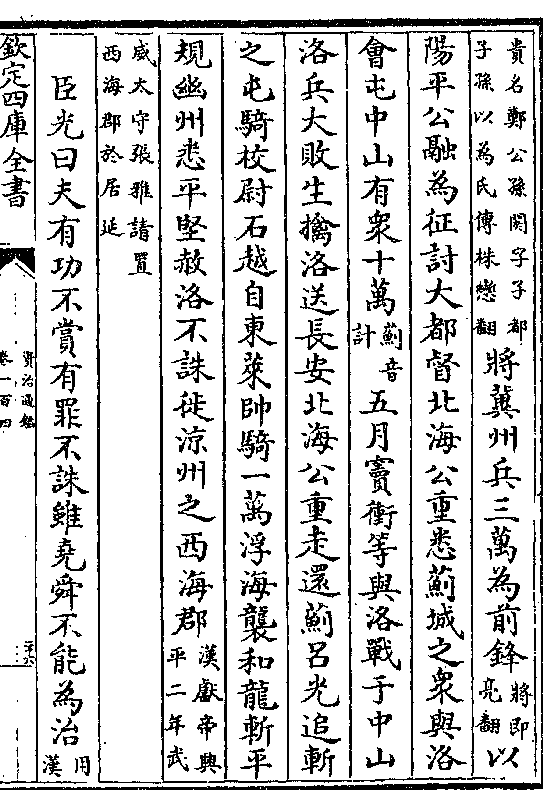 貴名鄭公孫閼字子都
子孫以為氏傳株戀翻
將冀州兵三萬為前鋒
將即
亮翻
以
陽平公融為征討大都督北海公重悉薊城之衆與洛
會屯中山有衆十萬
薊音
計
五月竇衝等與洛戰于中山
洛兵大敗生擒洛送長安北海公重走還薊吕光追斬
之屯騎校尉石越自東萊帥騎一萬浮海襲和龍斬平
規幽州悉平堅赦洛不誅徙涼州之西海郡
漢獻帝興
平二年武
威太守張雅請置
西海郡於居延
臣光曰夫有功不賞有罪不誅雖堯舜不能為治
用
漢
欽定四庫全書
資治通鑑
卷一百四
二十六